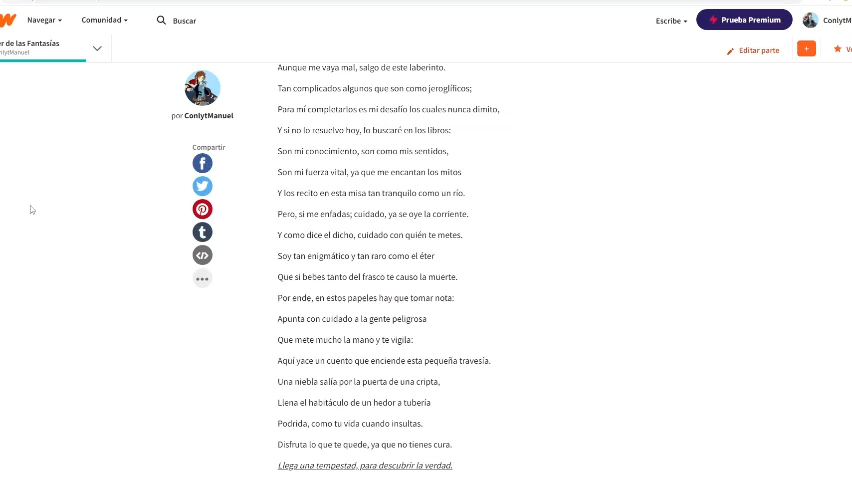 Navegar
Comunidad
Buscar
Escribe
Prueba Premium
ConlytM
er de las Fantasías
nlytManuel
Editar parte
+
por ConlytManuel
Compartir
Aunque me vaya mal, salgo de este laberinto.
Tan complicados algunos que son como jeroglíficos;
Para mí completarlos es mi desafío los cuales nunca dimito,
Y si no lo resuelvo hoy, lo buscaré en los libros:
Son mi conocimiento, son como mis sentidos,
Son mi fuerza vital, ya que me encantan los mitos
Y los recito en esta misa tan tranquilo como un río.
Pero, si me enfadas; cuidado, ya se oye la corriente.
Y como dice el dicho, cuidado con quién te metes.
Soy tan enigmático y tan raro como el éter
Que si bebes tanto del frasco te causo la muerte.
Por ende, en estos papeles hay que tomar nota:
Apunta con cuidado a la gente peligrosa
Que mete mucho la mano y te vigila:
Aquí yace un cuento que enciende esta pequeña travesía.
Una niebla salía por la puerta de una cripta,
Llena el habitáculo de un hedor a tubería
Podrida, como tu vida cuando insultas.
Disfruta lo que te quede, ya que no tienes cura.
Llega una tempestad, para descubrir la verdad.